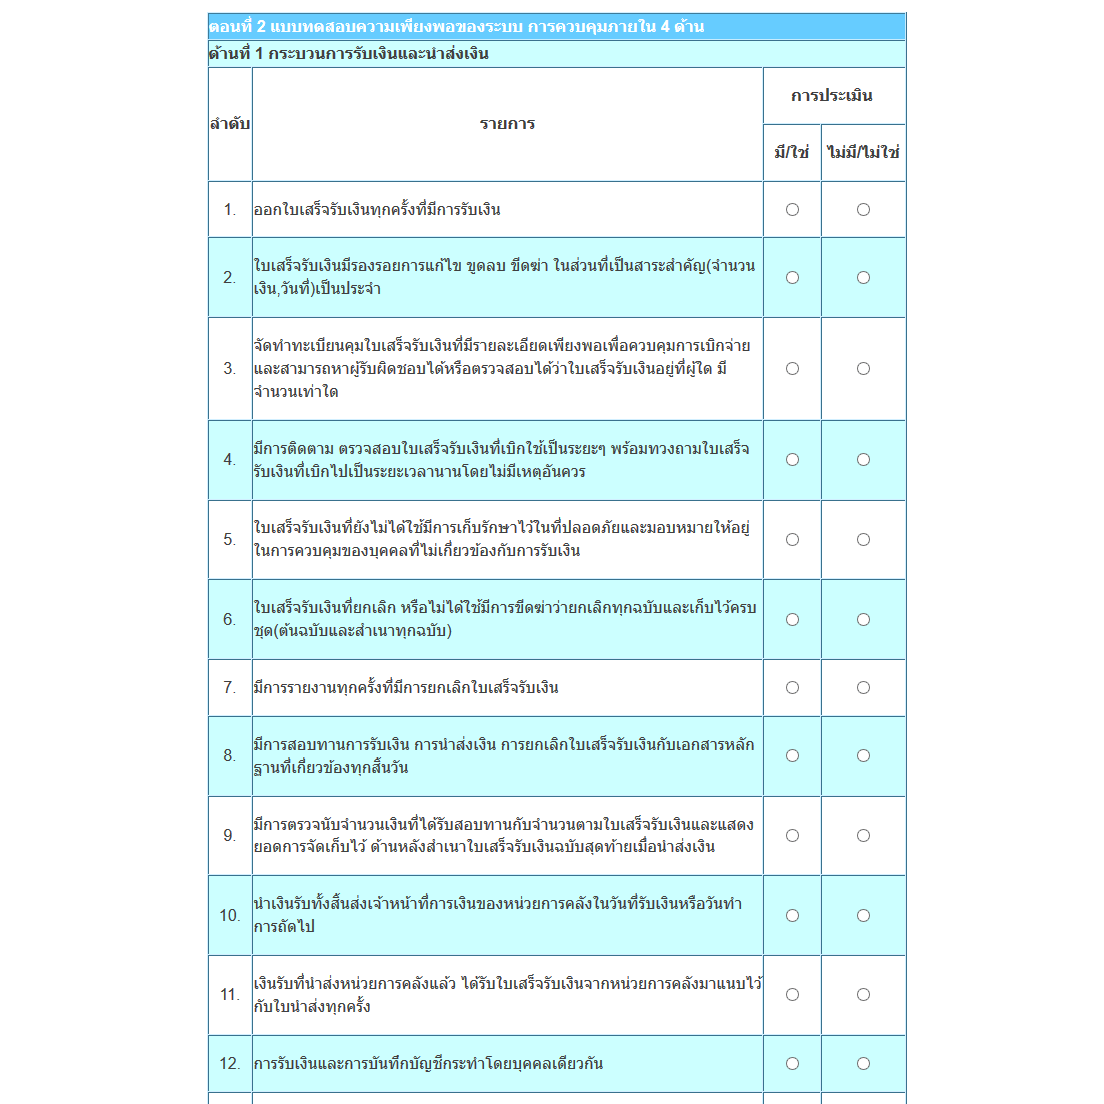 ตอนที่ 2 แบบทดสอบความเพียงพอของระบบ การควบคุมภายใน 4 ด้าน
ด้านที่ 1 กระบวนการรับเงินและนำส่งเงิน
ลำดับ
รายการ
การประเมิน
มี/ใช่
ไม่มี/ไม่ใช่
1.
ออกใบเสร็จรับเงินทุกครั้งที่มีการรับเงิน
2.
ใบเสร็จรับเงินมีรองรอยการแก้ไข ขูดลบ ขีดฆ่า ในส่วนที่เป็นสาระสำคัญ(จำนวน
เงิน,วันที่)เป็นประจำ
3.
จัดทำทะเบียนคุมใบเสร็จรับเงินที่มีรายละเอียดเพียงพอเพื่อควบคุมการเบิกจ่าย
และสามารถหาผู้รับผิดชอบได้หรือตรวจสอบได้ว่าใบเสร็จรับเงินอยู่ที่ผู้ใด มี
จำนวนเท่าใด
4.
มีการติดตาม ตรวจสอบใบเสร็จรับเงินที่เบิกใช้เป็นระยะๆ พร้อมทวงถามใบเสร็จ
รับเงินที่เบิกไปเป็นระยะเวลานานโดยไม่มีเหตุอันควร
5.
ใบเสร็จรับเงินที่ยังไม่ได้ใช้มีการเก็บรักษาไว้ในที่ปลอดภัยและมอบหมายให้อยู่
ในการควบคุมของบุคคลที่ไม่เกี่ยวข้องกับการรับเงิน
6.
ใบเสร็จรับเงินที่ยกเลิก หรือไม่ได้ใช้มีการขีดฆ่าว่ายกเลิกทุกฉบับและเก็บไว้ครบ
ชุด(ต้นฉบับและสำเนาทุกฉบับ)
7.
มีการรายงานทุกครั้งที่มีการยกเลิกใบเสร็จรับเงิน
8.
มีการสอบทานการรับเงิน การนำส่งเงิน การยกเลิกใบเสร็จรับเงินกับเอกสารหลัก
ฐานที่เกี่ยวข้องทุกสิ้นวัน
9.
มีการตรวจนับจำนวนเงินที่ได้รับสอบทานกับจำนวนตามใบเสร็จรับเงินและแสดง
ยอดการจัดเก็บไว้ ด้านหลังสำเนาใบเสร็จรับเงินฉบับสุดท้ายเมื่อนำส่งเงิน
10.
นำเงินรับทั้งสิ้นส่งเจ้าหน้าที่การเงินของหน่วยการคลังในวันที่รับเงินหรือวันทำ
การถัดไป
11.
เงินรับที่นำส่งหน่วยการคลังแล้ว ได้รับใบเสร็จรับเงินจากหน่วยการคลังมาแนบไว้
กับใบนำส่งทุกครั้ง
12.
การรับเงินและการบันทึกบัญชีกระทำโดยบุคคลเดียวกัน